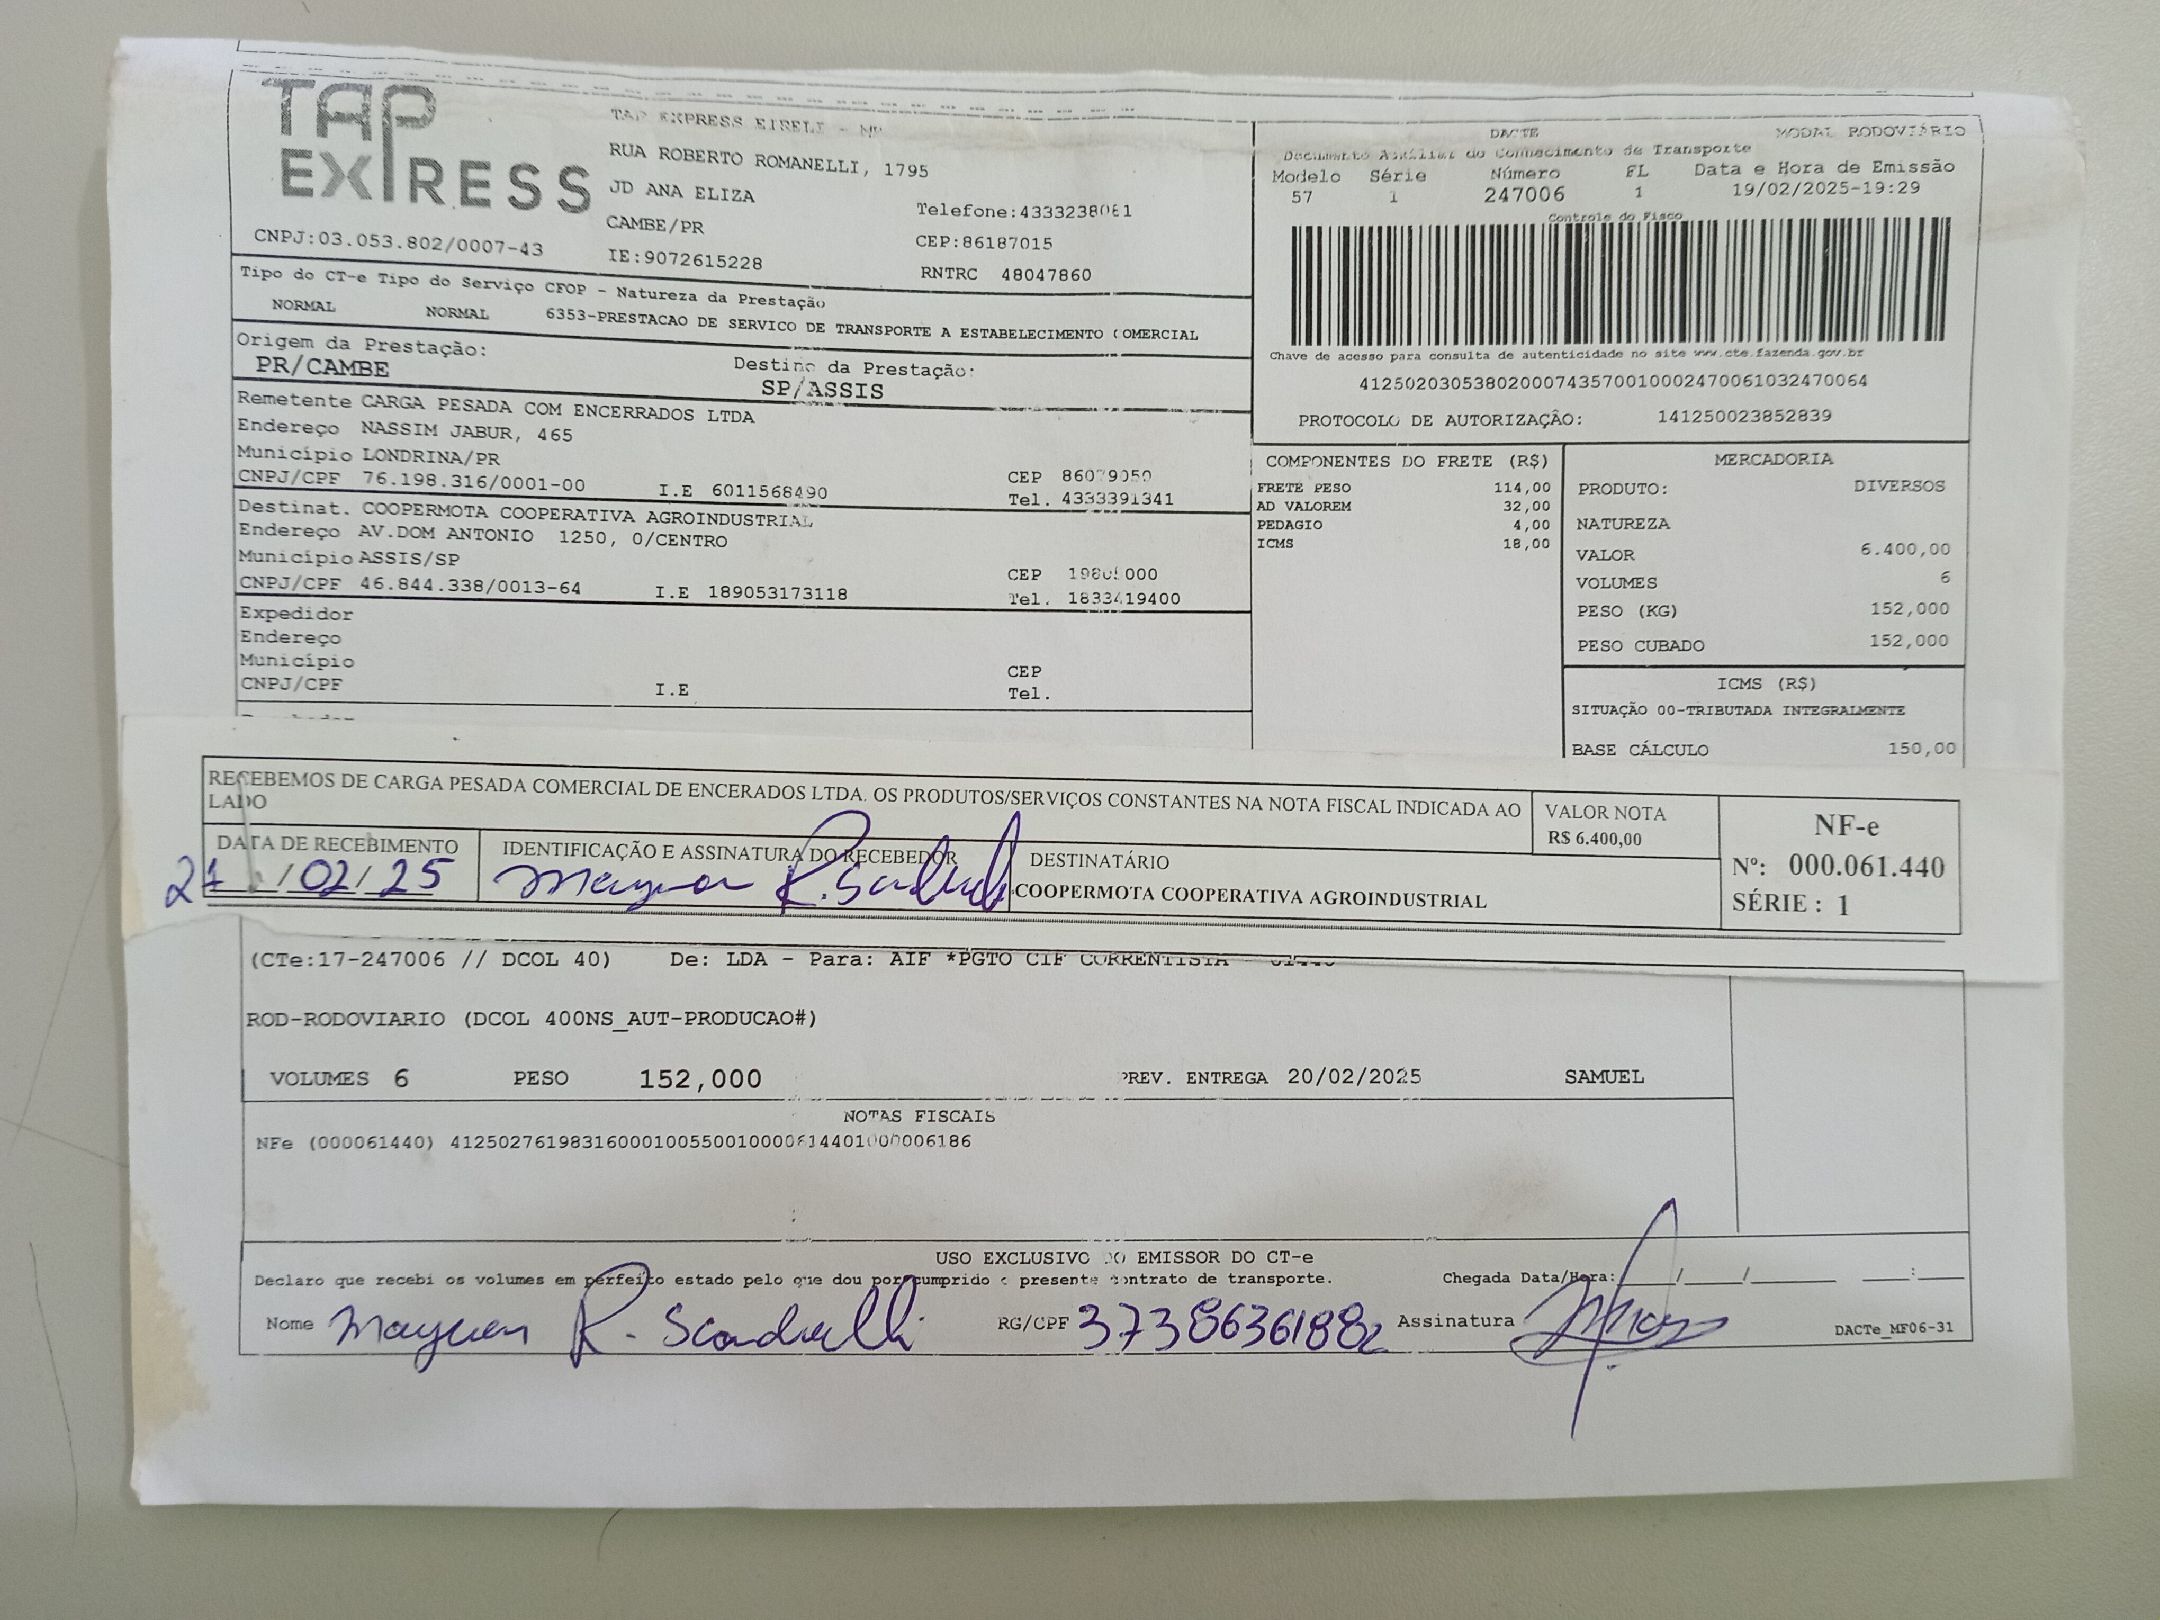 TAP
EXPRESS
TAP EXPRESS EIRELI - ME
RUA ROBERTO ROMANELLI, 1795
JD ANA ELIZA
CAMBE/PR
Telefone:4333238061
CNPJ:03.053.802/0007-43
IE:9072615228
CEP:86187015
RNTRC 48047860
DACTE MODAL RODOVIÁRIO
Documento Auxiliar do Conhecimento de Transporte
Modelo Série Número FL Data e Hora de Emissão
57 1 247006 1 19/02/2025-19:29
Controle do Fisco
Chave de acesso para consulta de autenticidade no site www.cte.fazenda.gov.br
41250203053802000743570010002470061032470064
PROTOCOLO DE AUTORIZAÇÃO: 141250023852839
Tipo do CT-e Tipo do Serviço CFOP - Natureza da Prestação
NORMAL NORMAL 6353-PRESTACAO DE SERVICO DE TRANSPORTE A ESTABELECIMENTO COMERCIAL
Origem da Prestação: Destino da Prestação:
PR/CAMBE SP/ASSIS
Remetente CARGA PESADA COM ENCERRADOS LTDA
Endereço NASSIM JABUR, 465
Município LONDRINA/PR CEP 86079050
CNPJ/CPF 76.198.316/0001-00 I.E 6011568490 Tel. 4333391341
Destinat. COOPERMOTA COOPERATIVA AGROINDUSTRIAL
Endereço AV.DOM ANTONIO 1250, 0/CENTRO
Município ASSIS/SP CEP
CNPJ/CPF 46.844.338/0013-64 I.E 189053173118 Tel. 1833419400
Expedidor
Endereço
Município CEP
CNPJ/CPF I.E Tel.
COMPONENTES DO FRETE (R$)
FRETE PESO 114,00
AD VALOREM 32,00
PEDAGIO 4,00
ICMS 18,00
MERCADORIA
PRODUTO: DIVERSOS
NATUREZA
VALOR 6.400,00
VOLUMES 6
PESO (KG) 152,000
PESO CUBADO 152,000
ICMS (R$)
SITUAÇÃO 00-TRIBUTADA INTEGRALMENTE
BASE CÁLCULO 150,00
RECEBEMOS DE CARGA PESADA COMERCIAL DE ENCERADOS LTDA. OS PRODUTOS/SERVIÇOS CONSTANTES NA NOTA FISCAL INDICADA AO
LADO
VALOR NOTA
R$ 6.400,00
NF-e
Nº: 000.061.440
SÉRIE : 1
DATA DE RECEBIMENTO
/02/25
IDENTIFICAÇÃO E ASSINATURA DO RECEBEDOR
DESTINATÁRIO
COOPERMOTA COOPERATIVA AGROINDUSTRIAL
(CTe:17-247006 // DCOL 40) De: LDA - Para: AIF *PGTO CIF CORRENTISTA - 61440
ROD-RODOVIARIO (DCOL 400NS_AUT-PRODUCAO#)
VOLUMES 6 PESO 152,000 PREV. ENTREGA 20/02/2025 SAMUEL
NOTAS FISCAIS
NFe (000061440) 41250276198316000100550010000614401000006186
USO EXCLUSIVO DO EMISSOR DO CT-e
Declaro que recebi os volumes em perfeito estado pelo que dou por cumprido o presente contrato de transporte. Chegada Data/Hora: / / :
Nome R. RG/CPF 37386361882 Assinatura
DACTe_MF06-31